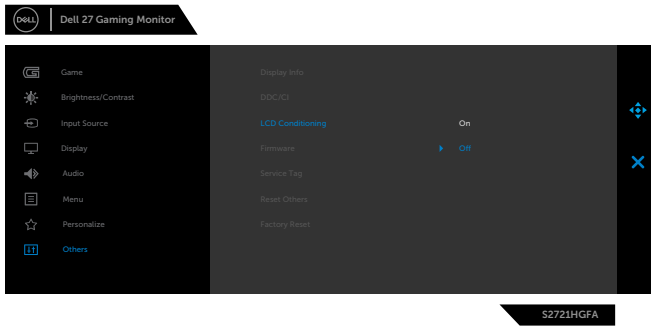 DELL
Dell 27 Gaming Monitor
Game
Display Info
Brightness/Contrast
DDC/CI
Input Source
LCD Conditioning
On
Display
Firmware
Off
Audio
Service Tag
Menu
Reset Others
Personalize
Factory Reset
Others
S2721HGFA